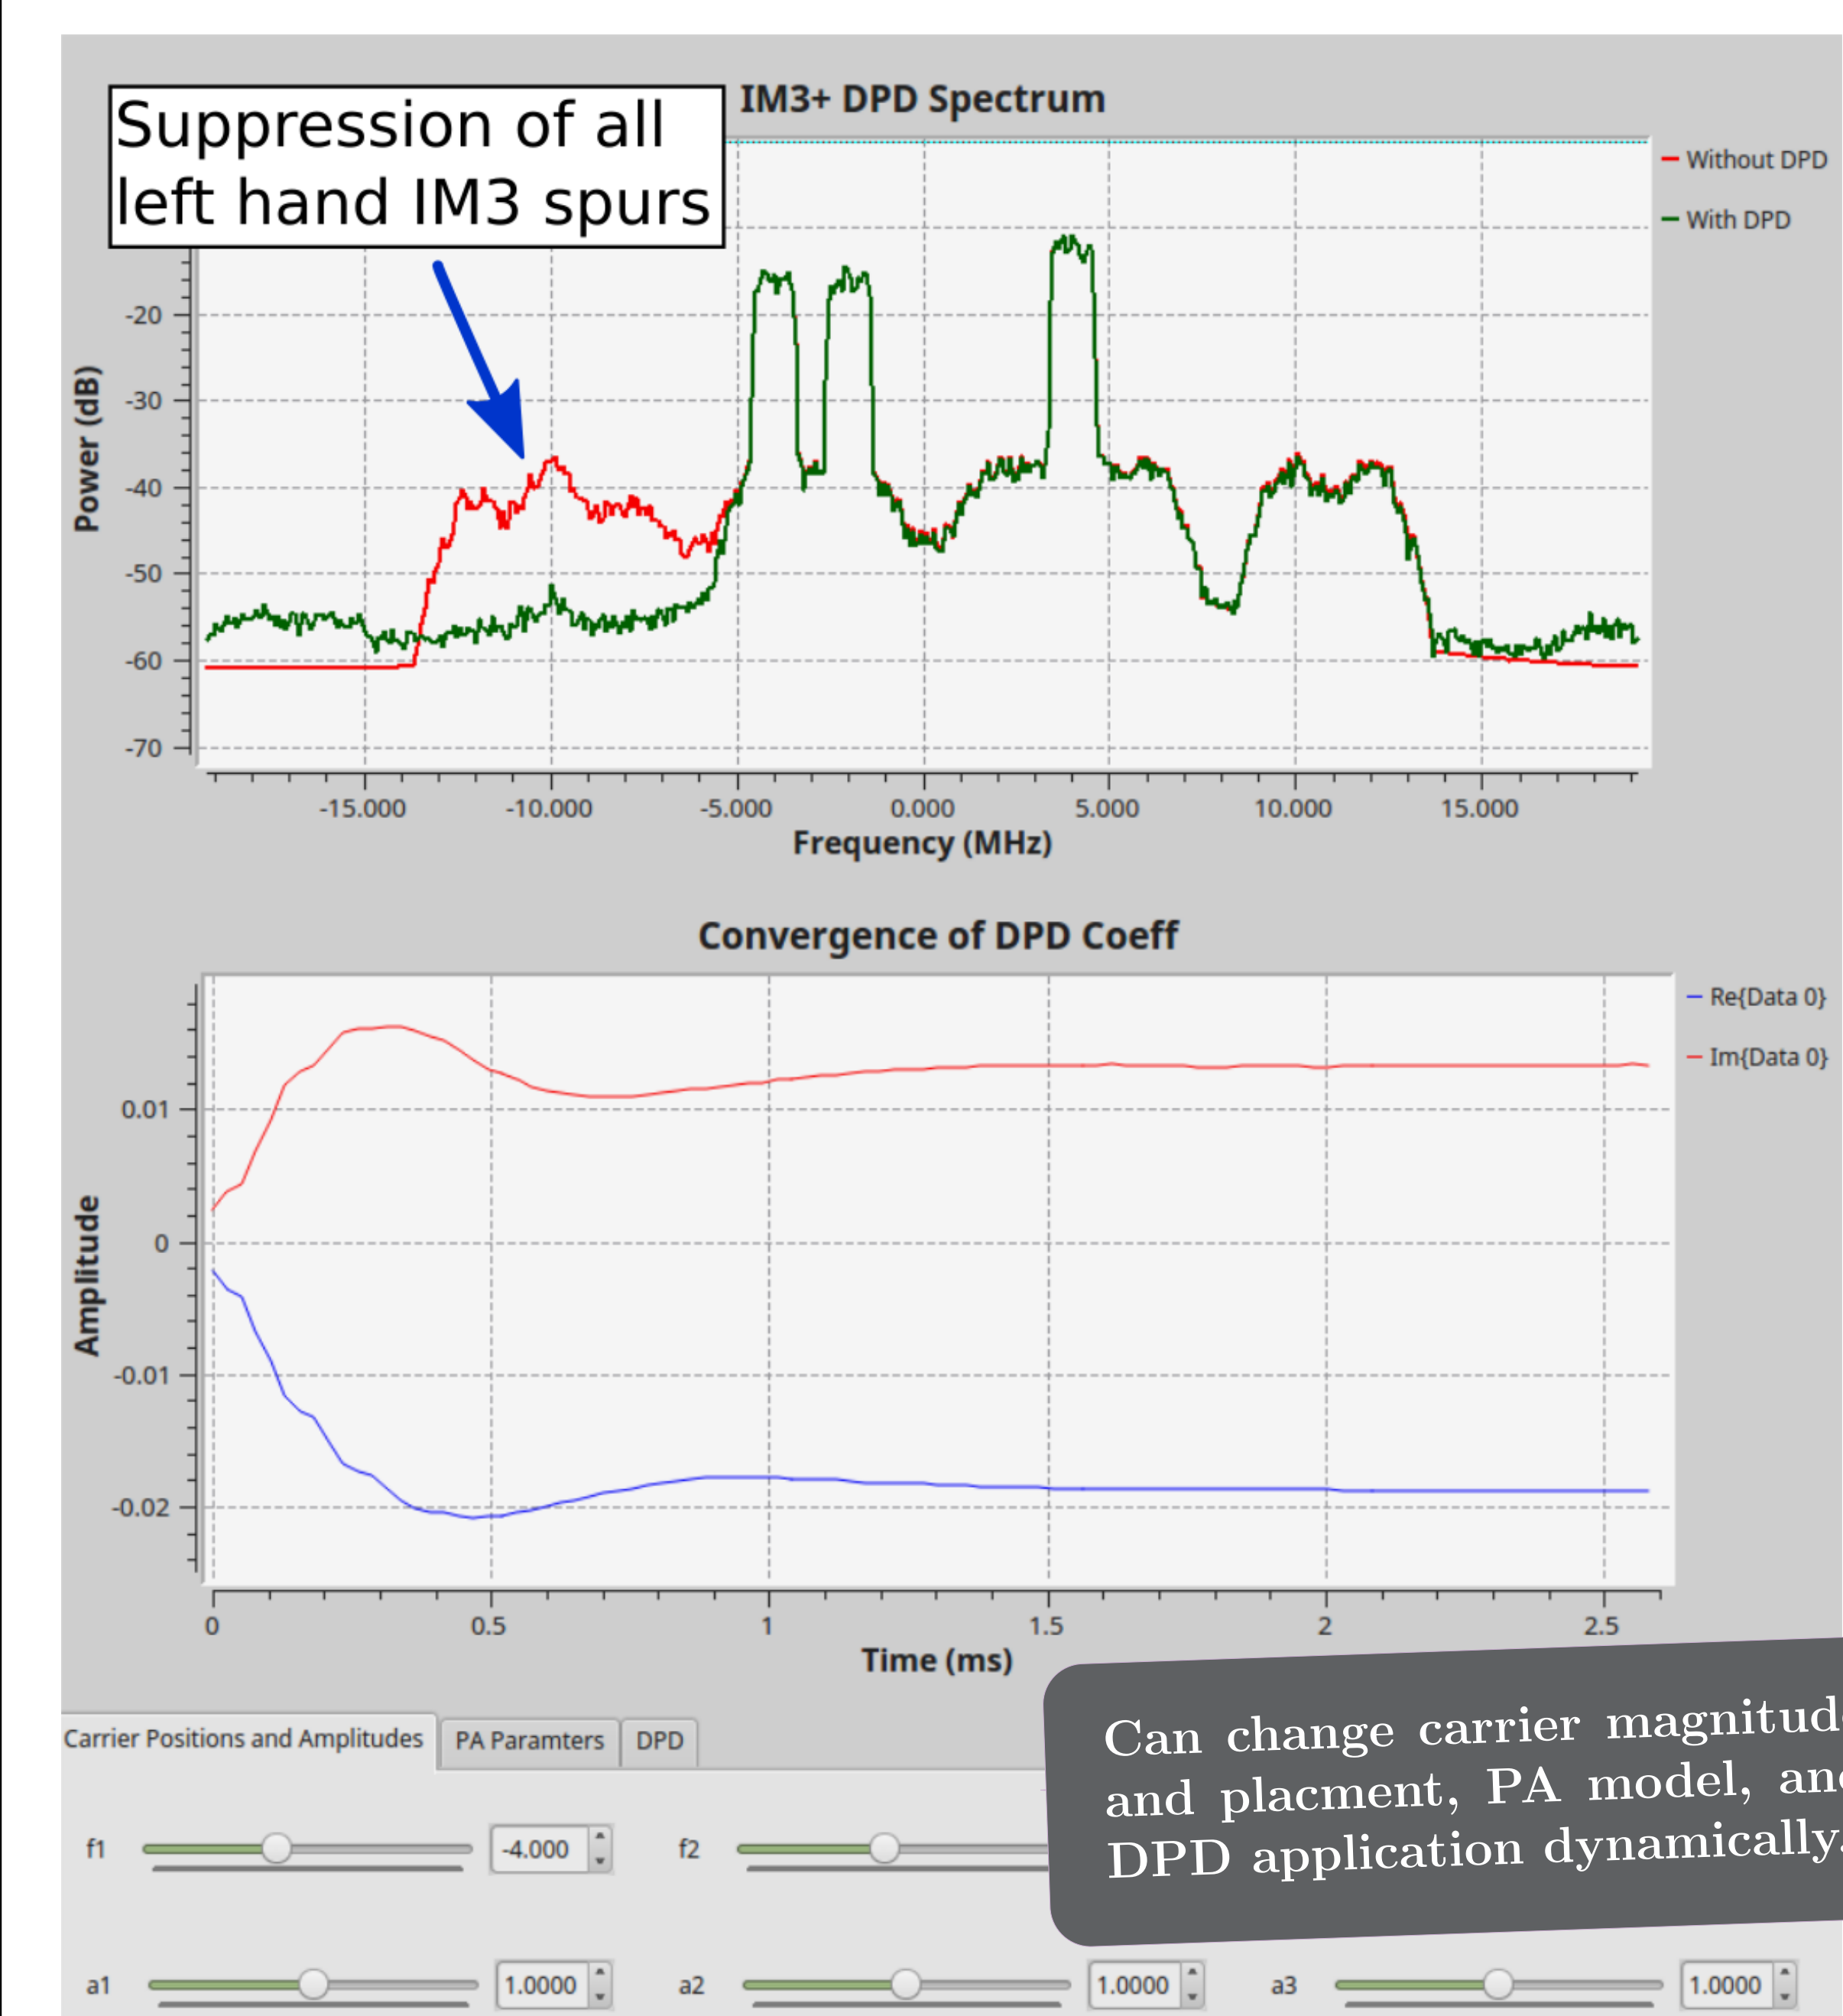 Suppression of all
left hand IM3 spurs
IM3+ DPD Spectrum
Without DPD
With DPD
Power (dB)
-20
-30
-40
-50
-60
-70
-15.000 -10.000 -5.000 0.000 5.000 10.000 15.000
Frequency (MHz)
Convergence of DPD Coeff
Re{Data 0}
Im{Data 0}
Amplitude
0.01
0
-0.01
-0.02
0 0.5 1 1.5 2 2.5
Time (ms)
Carrier Positions and Amplitudes PA Paramters DPD
Can change carrier magnitude
and placment, PA model, and
DPD application dynamically.
f1 -4.000 f2
a1 1.0000 a2 1.0000 a3 1.0000